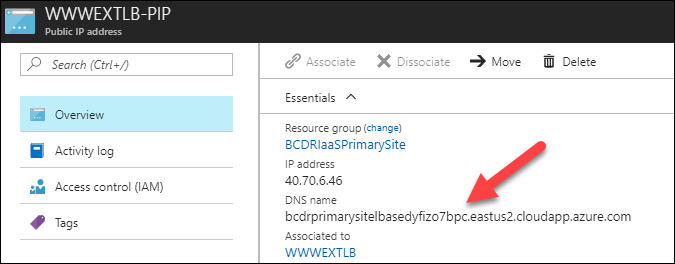 WWWEXTLB-PIP
Public IP address
Search (Ctrl+/)
Overview
Activity log
Access control (IAM)
Tags
Associate Dissociate Move Delete
Essentials
Resource group (change)
BCDRIaaSPrimarySite
IP address
40.70.6.46
DNS name
bcdrprimarysitelbasedyfizo7bpc.eastus2.cloudapp.azure.com
Associated to
WWWEXTLB